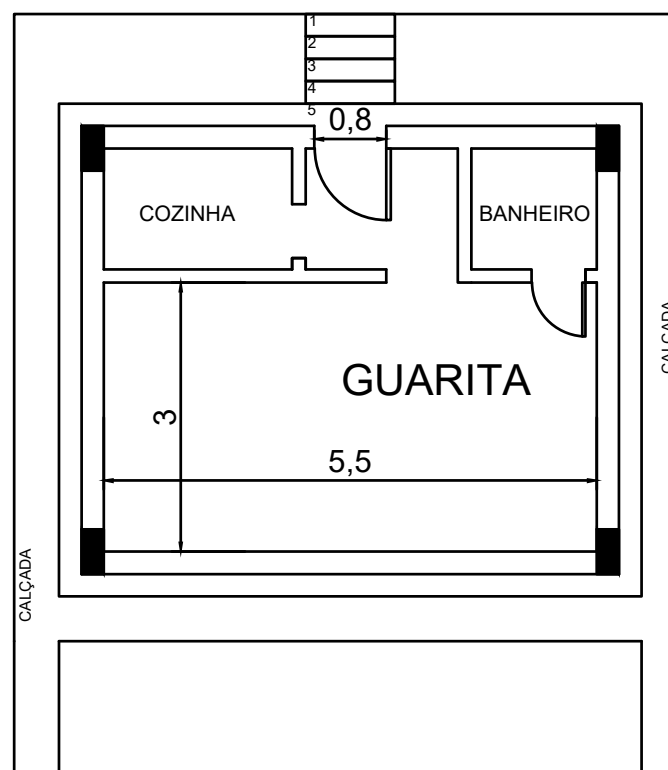 1
2
3
4
5
0,8
COZINHA
BANHEIRO
CALÇADA
GUARITA
3
5,5
CALÇADA